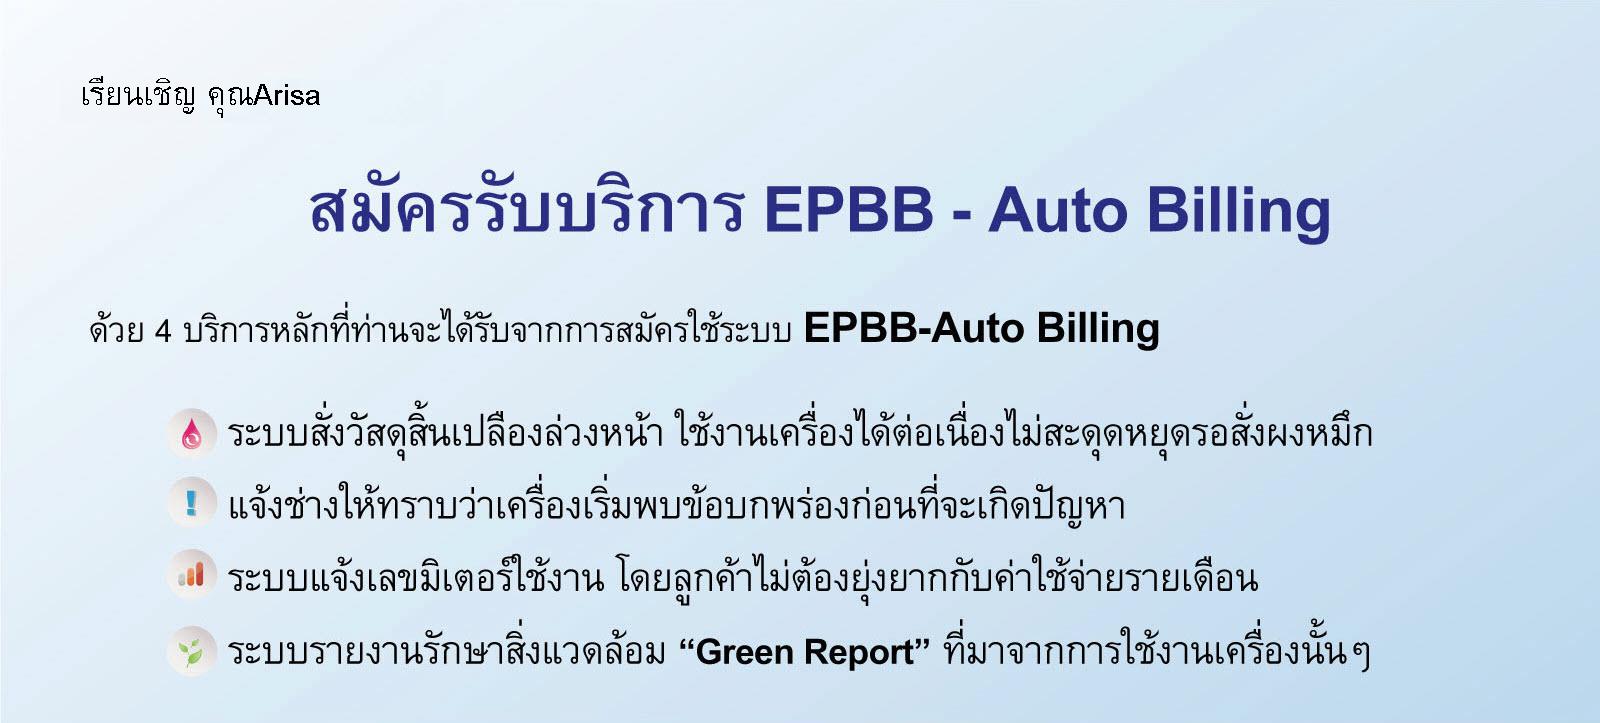 เรียนเชิญ คุณArisa
สมัครรับบริการ EPBB - Auto Billing
ด้วย 4 บริการหลักที่ท่านจะได้รับจากการสมัครใช้ระบบ EPBB-Auto Billing
ระบบสั่งวัสดุสิ้นเปลืองล่วงหน้า ใช้งานเครื่องได้ต่อเนื่องไม่สะดุดหยุดรอสั่งผงหมึก
แจ้งช่างให้ทราบว่าเครื่องเริ่มพบข้อบกพร่องก่อนที่จะเกิดปัญหา
ระบบแจ้งเลขมิเตอร์ใช้งาน โดยลูกค้าไม่ต้องยุ่งยากกับค่าใช้จ่ายรายเดือน
ระบบรายงานรักษาสิ่งแวดล้อม “Green Report” ที่มาจากการใช้งานเครื่องนั้นๆ